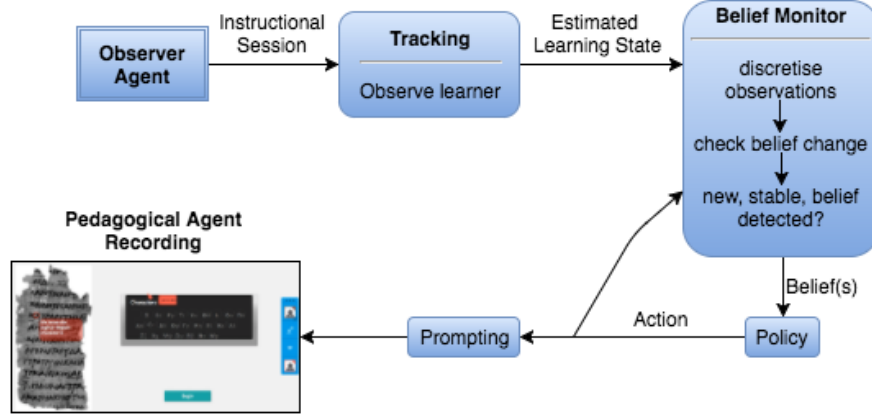 Observer
Agent
Instructional
Session
Tracking
Observe learner
Estimated
Learning State
Belief Monitor
discretise
observations
check belief change
new, stable, belief
detected?
Belief(s)
Policy
Action
Prompting
Pedagogical Agent
Recording
Characters